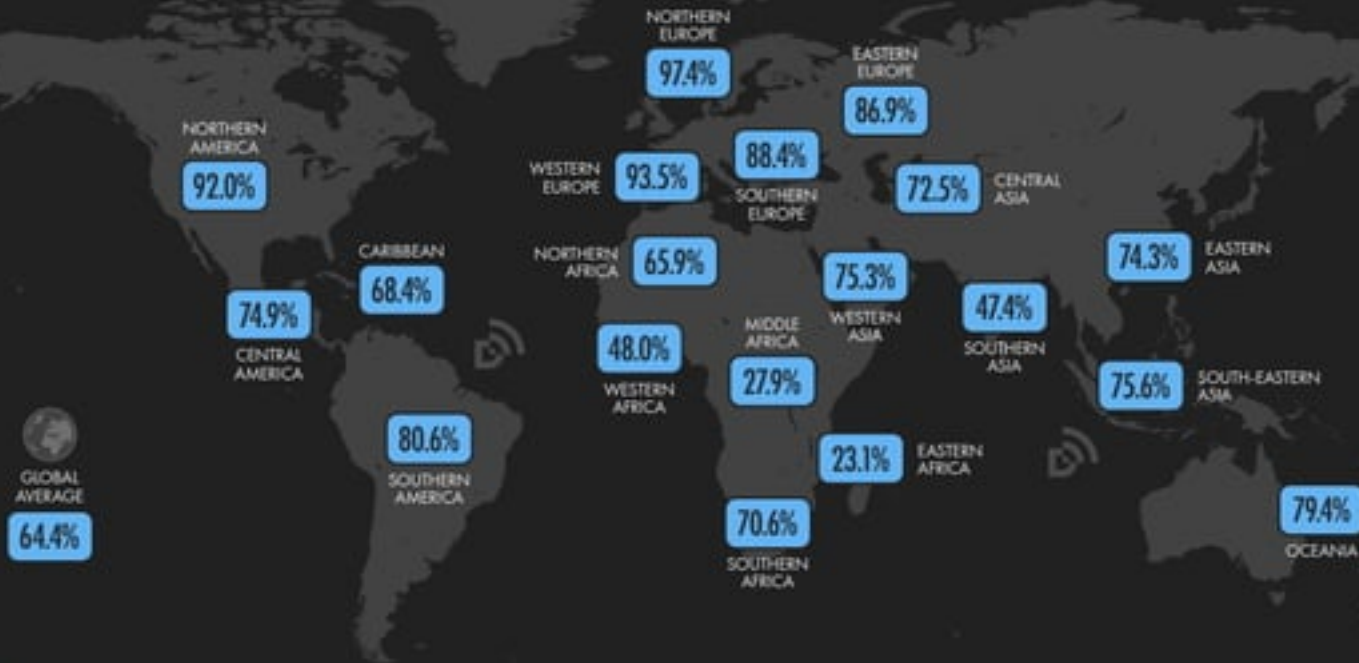 NORTHERN
EUROPE
97.4%
EASTERN
EUROPE
86.9%
NORTHERN
AMERICA
92.0%
WESTERN
EUROPE
93.5%
88.4%
SOUTHERN
EUROPE
72.5%
CENTRAL
ASIA
CARIBBEAN
68.4%
NORTHERN
AFRICA
65.9%
75.3%
WESTERN
ASIA
74.3%
EASTERN
ASIA
74.9%
CENTRAL
AMERICA
48.0%
WESTERN
AFRICA
MIDDLE
AFRICA
27.9%
47.4%
SOUTHERN
ASIA
75.6%
SOUTH-EASTERN
ASIA
80.6%
SOUTHERN
AMERICA
23.1%
EASTERN
AFRICA
GLOBAL
AVERAGE
64.4%
70.6%
SOUTHERN
AFRICA
79.4%
OCEANIA